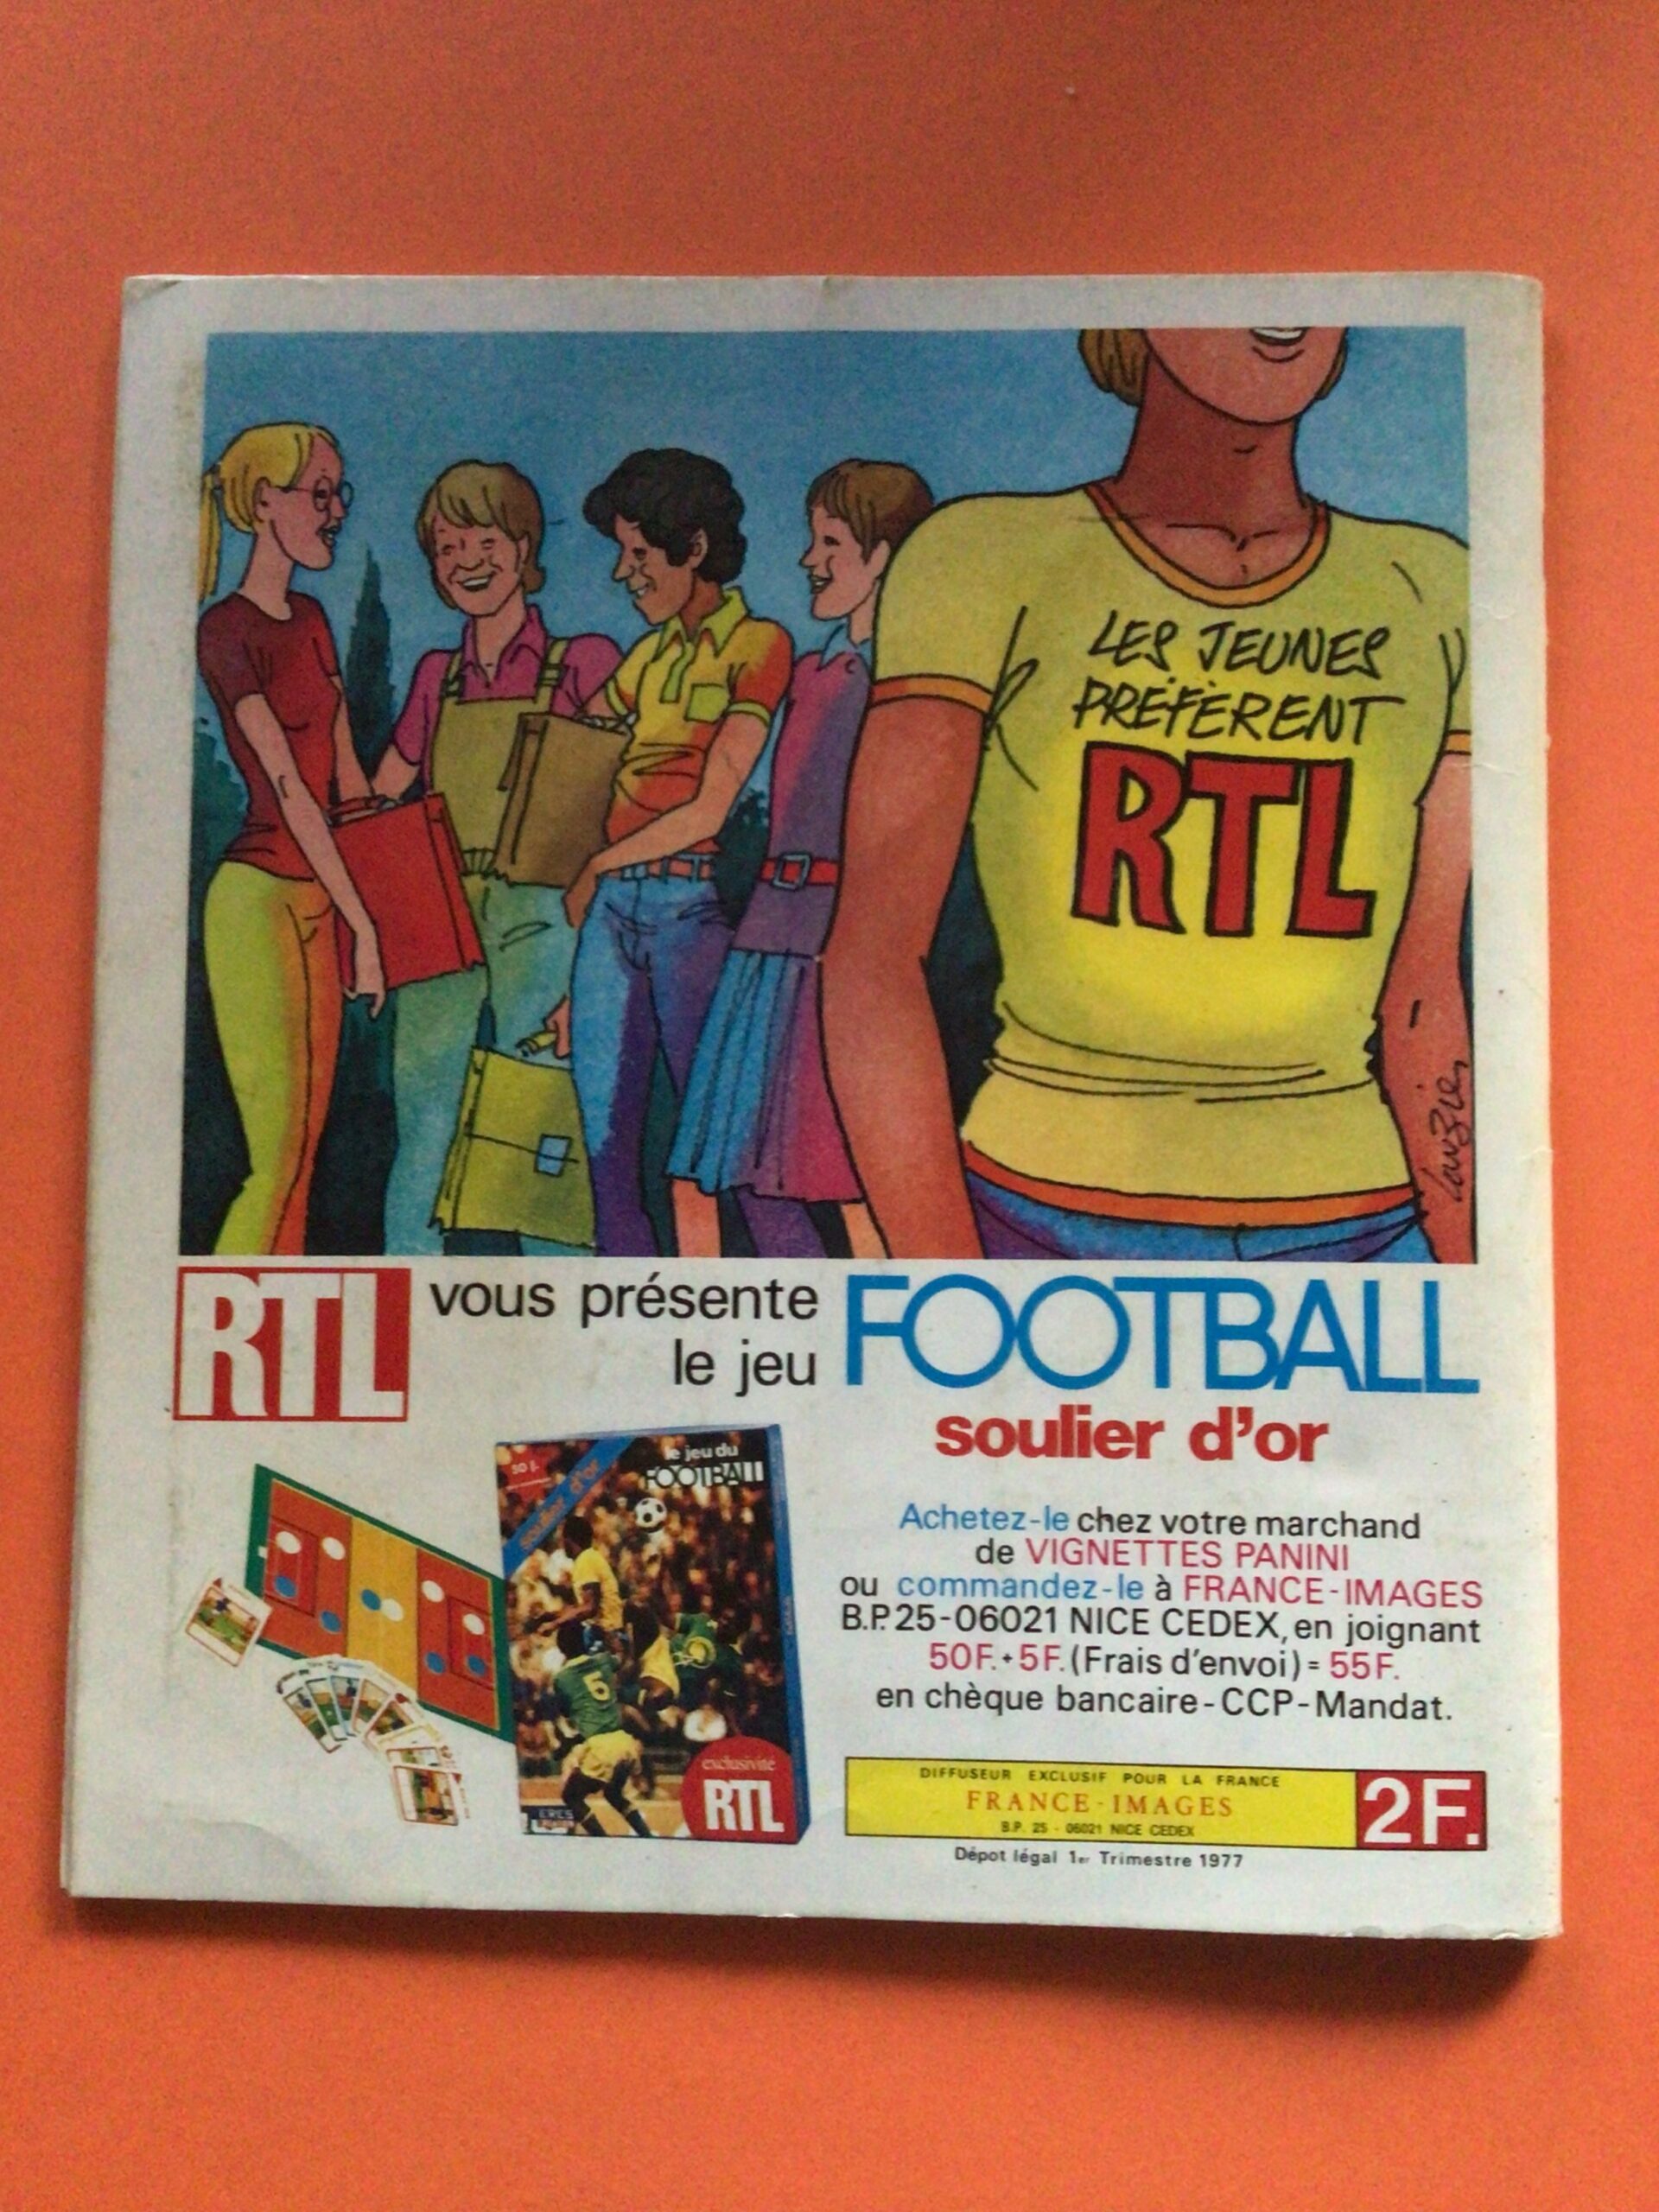 LES JEUNES
PRÉFÈRENT
RTL
Lauzier
RTL vous présente
le jeu FOOTBALL
soulier d'or
50 F.
soulier d'or
le jeu du
FOOTBALL
5
exclusivité
RTL
Achetez-le chez votre marchand
de VIGNETTES PANINI
ou commandez-le à FRANCE-IMAGES
B.P. 25-06021 NICE CEDEX, en joignant
50F.+5F. (Frais d'envoi) = 55F.
en chèque bancaire-CCP-Mandat.
DIFFUSEUR EXCLUSIF POUR LA FRANCE
FRANCE-IMAGES
B.P. 25 - 06021 NICE CEDEX
2F.
Dépot légal 1er Trimestre 1977